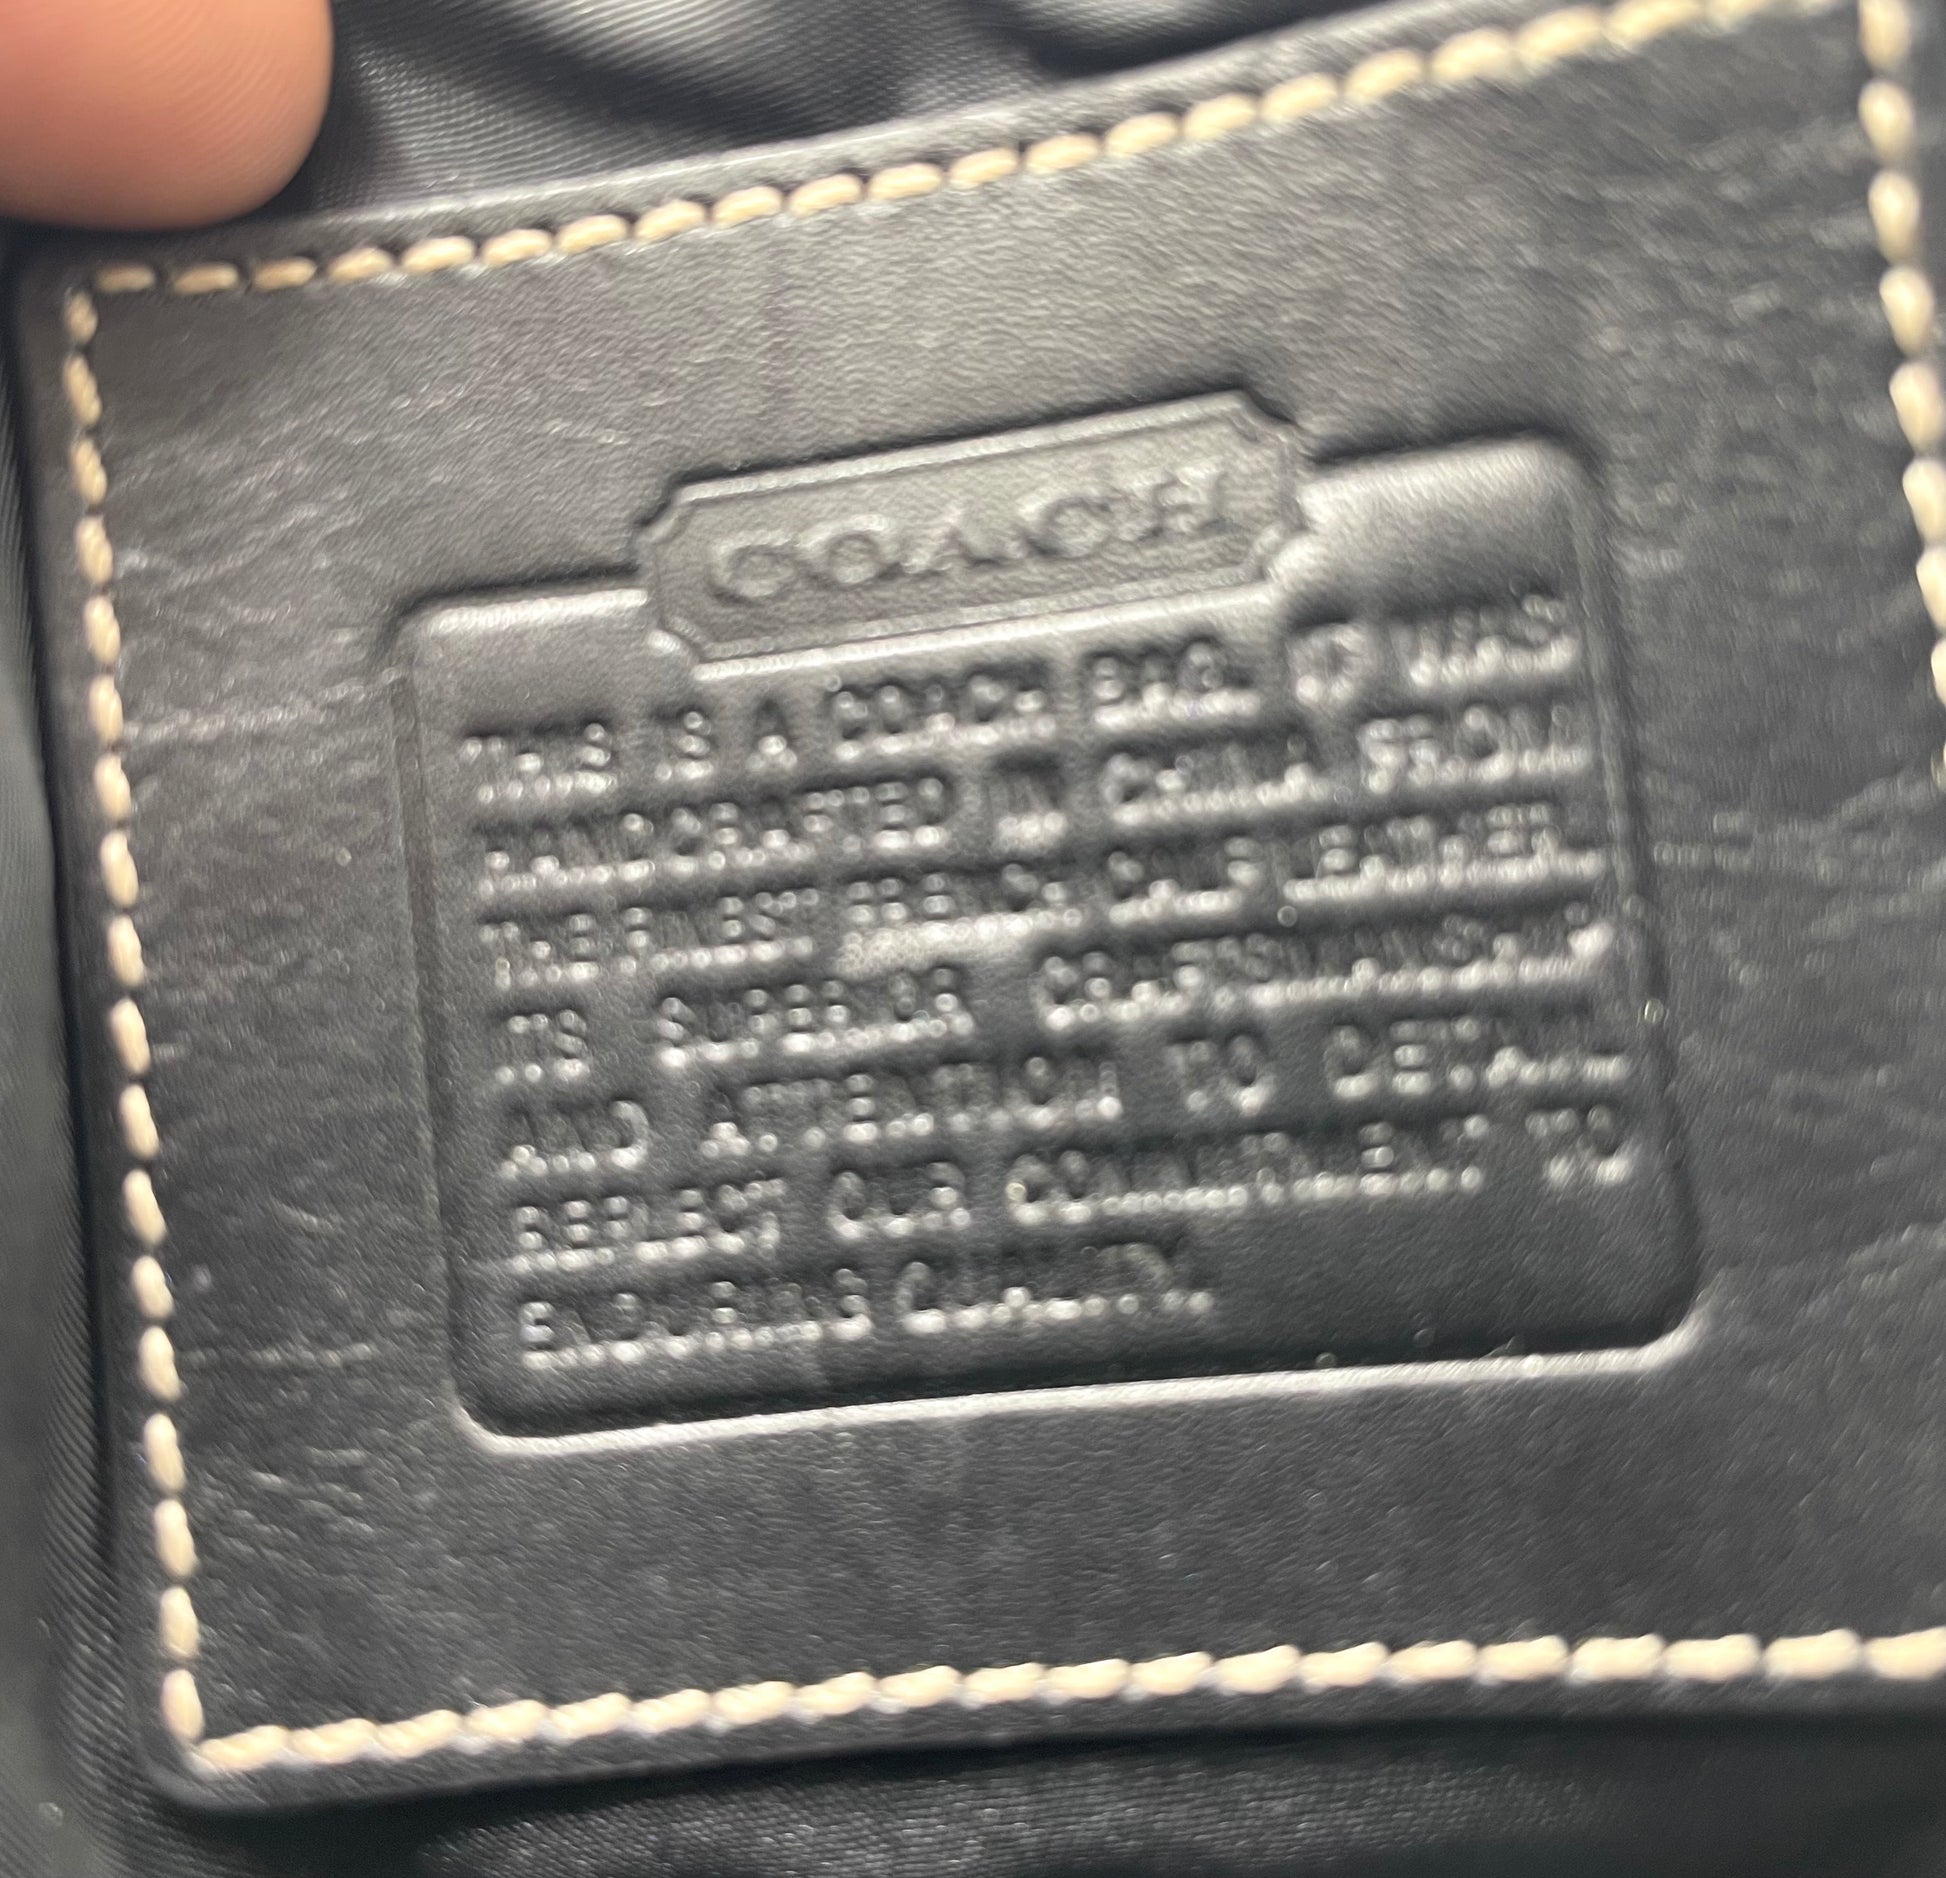 COACH
THIS IS A COACH BAG. IT WAS
HANDCRAFTED IN CHINA FROM
THE FINEST FRENCH CALF LEATHER.
ITS SUPERIOR CRAFTSMANSHIP
AND ATTENTION TO DETAIL
REFLECT OUR COMMITMENT TO
ENDURING QUALITY.